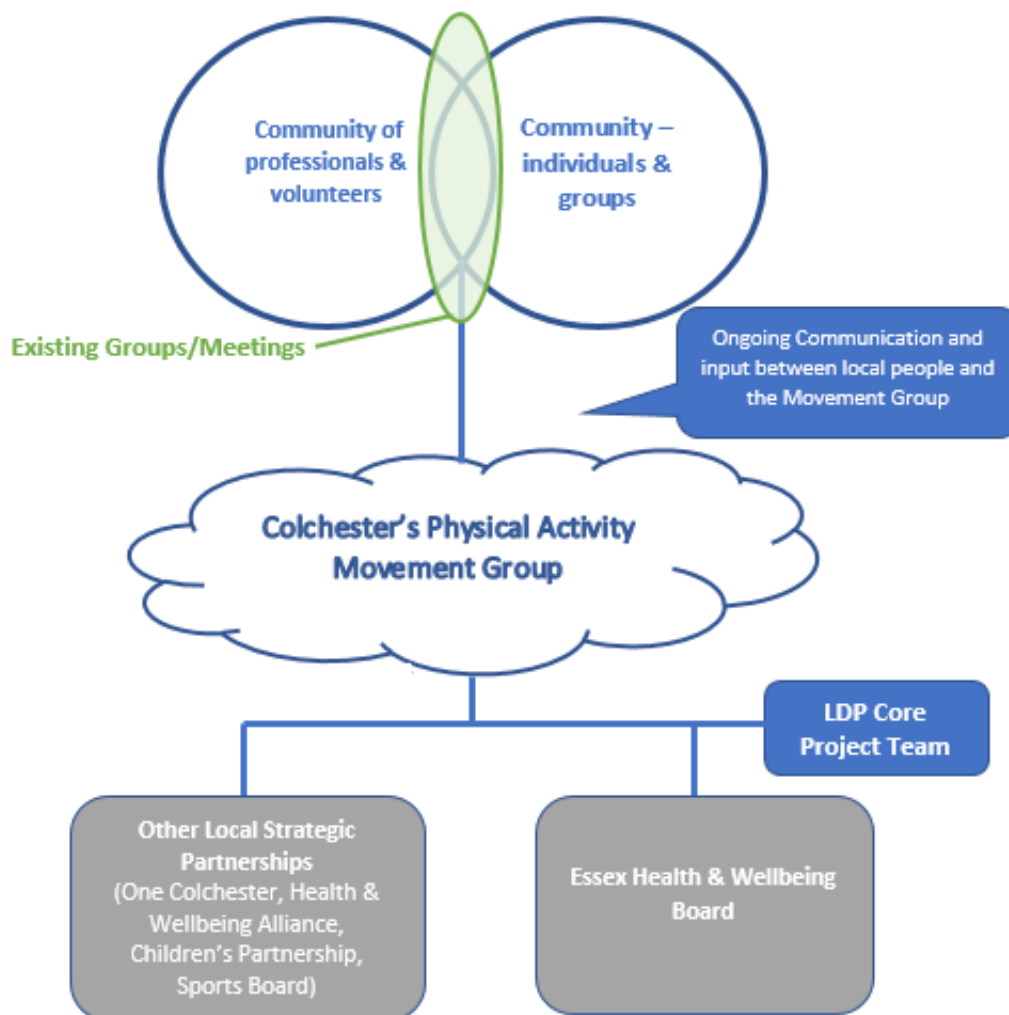 Community of
professionals &
volunteers
Community –
individuals &
groups
Existing Groups/Meetings
Ongoing Communication and
input between local people and
the Movement Group
Colchester's Physical Activity
Movement Group
LDP Core
Project Team
Other Local Strategic
Partnerships
(One Colchester, Health &
Wellbeing Alliance,
Children's Partnership,
Sports Board)
Essex Health & Wellbeing
Board